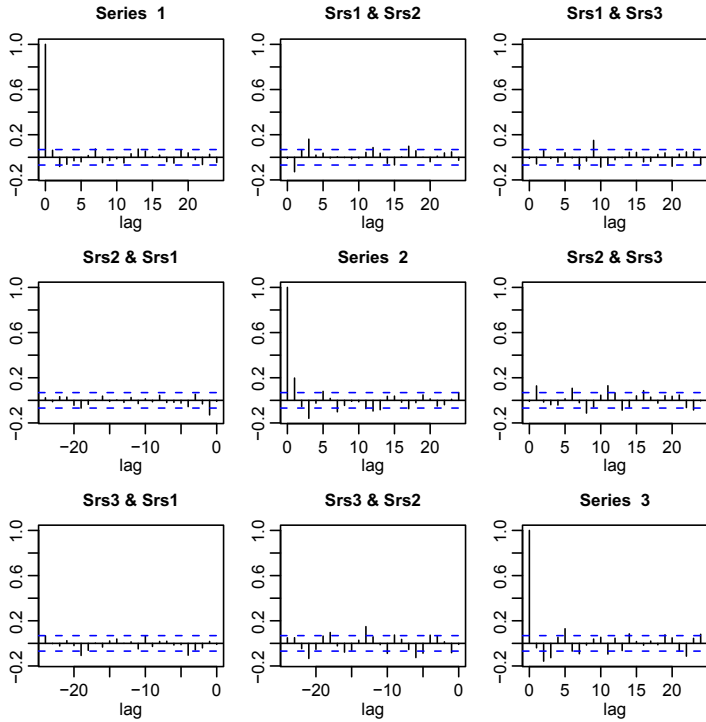 Series 1
Srs1 & Srs2
Srs1 & Srs3
−0.2 0.2 0.6 1.0
0 5 10 15 20
lag
−0.2 0.2 0.6 1.0
0 5 10 15 20
lag
−0.2 0.2 0.6 1.0
0 5 10 15 20
lag
Srs2 & Srs1
Series 2
Srs2 & Srs3
−0.2 0.2 0.6 1.0
−20 −10 −5 0
lag
−0.2 0.2 0.6 1.0
0 5 10 15 20
lag
−0.2 0.2 0.6 1.0
0 5 10 15 20
lag
Srs3 & Srs1
Srs3 & Srs2
Series 3
−0.2 0.2 0.6 1.0
−20 −10 −5 0
lag
−0.2 0.2 0.6 1.0
−20 −10 −5 0
lag
−0.2 0.2 0.6 1.0
0 5 10 15 20
lag